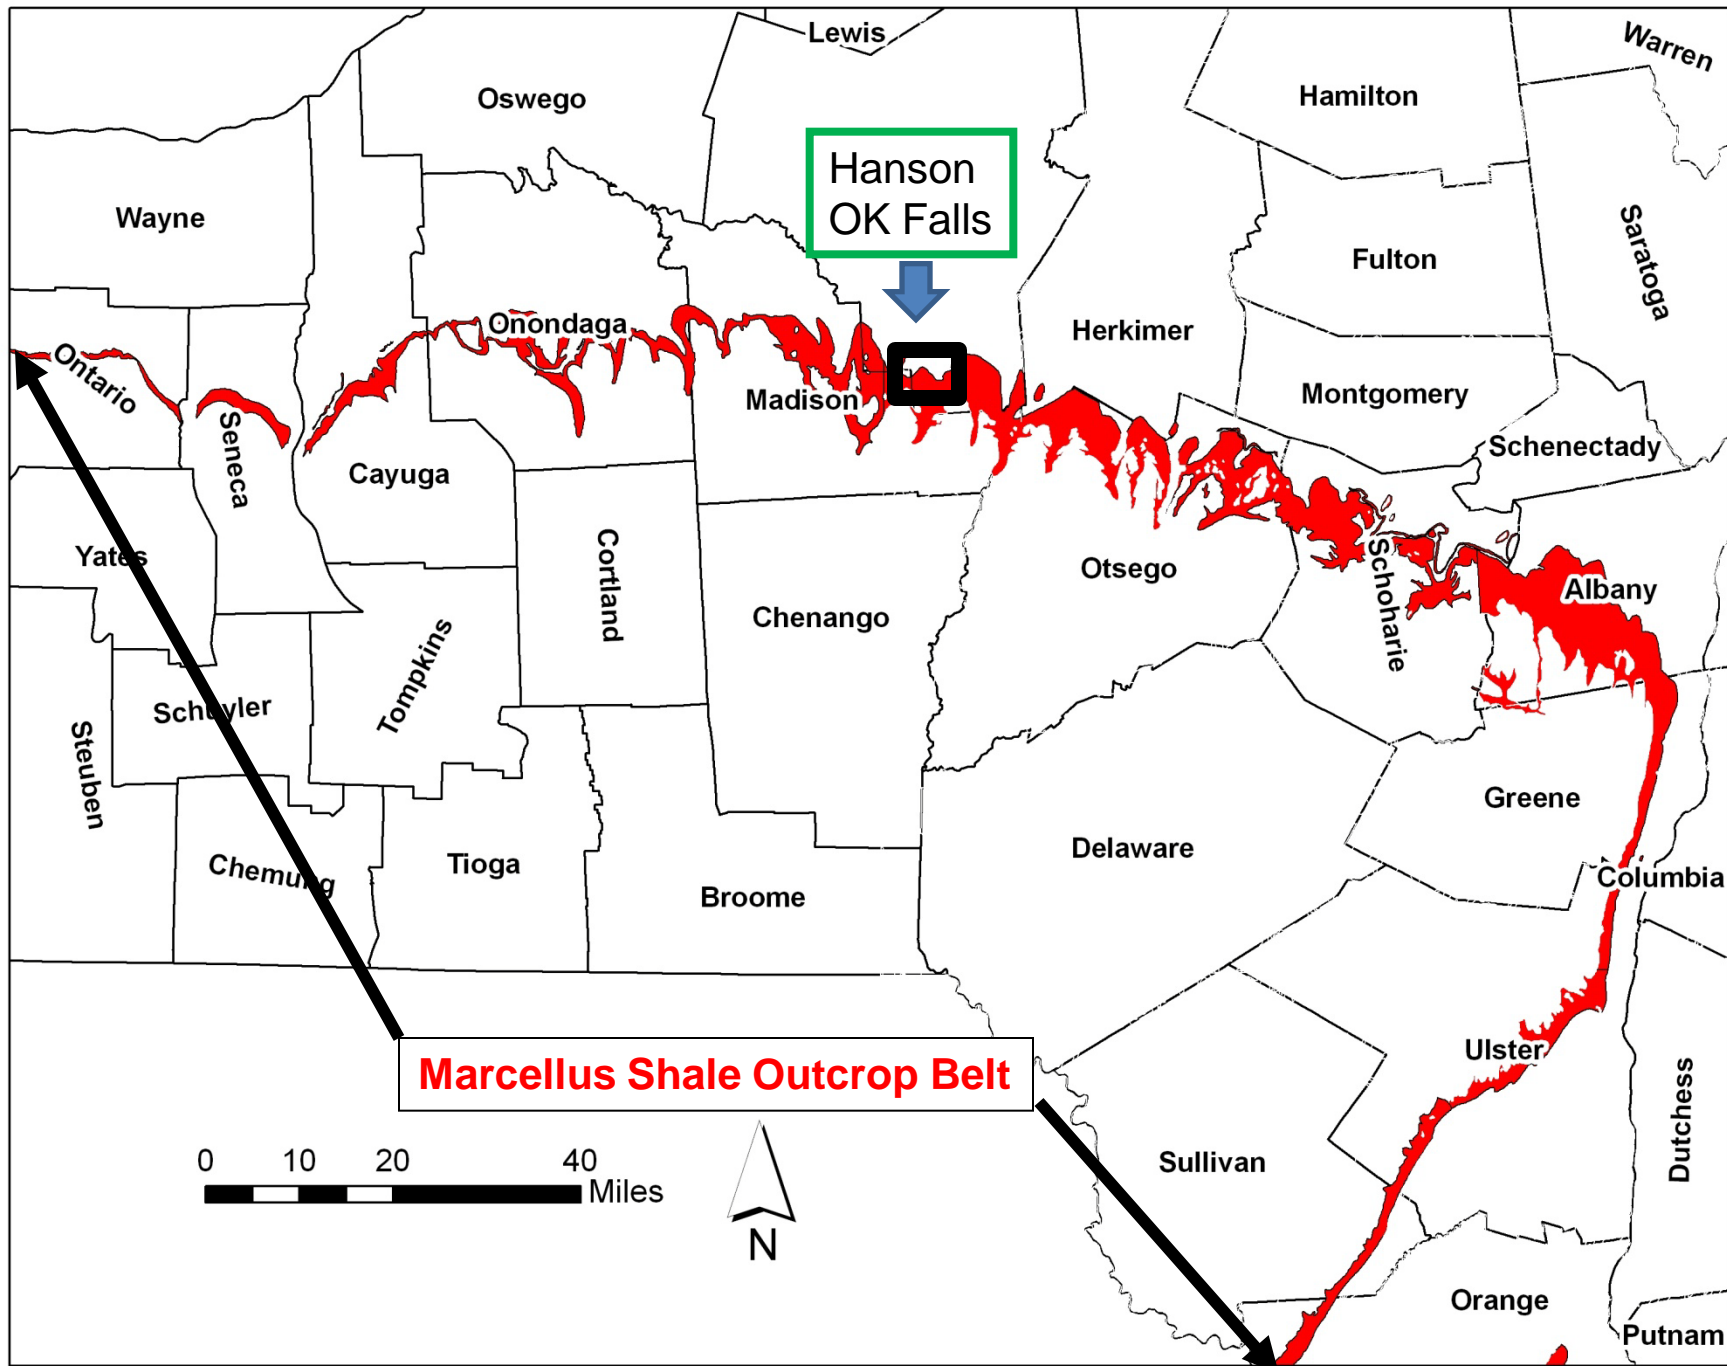 Lewis
Warren
Oswego
Hamilton
Hanson
OK Falls
Wayne
Saratoga
Fulton
Onondaga
Herkimer
Ontario
Madison
Montgomery
Seneca
Schenectady
Cayuga
Yates
Cortland
Otsego
Schoharie
Albany
Chenango
Tompkins
Schuyler
Steuben
Greene
Delaware
Tioga
Chemung
Columbia
Broome
Marcellus Shale Outcrop Belt
Ulster
Dutchess
0 10 20 40
Miles
Sullivan
N
Orange
Putnam